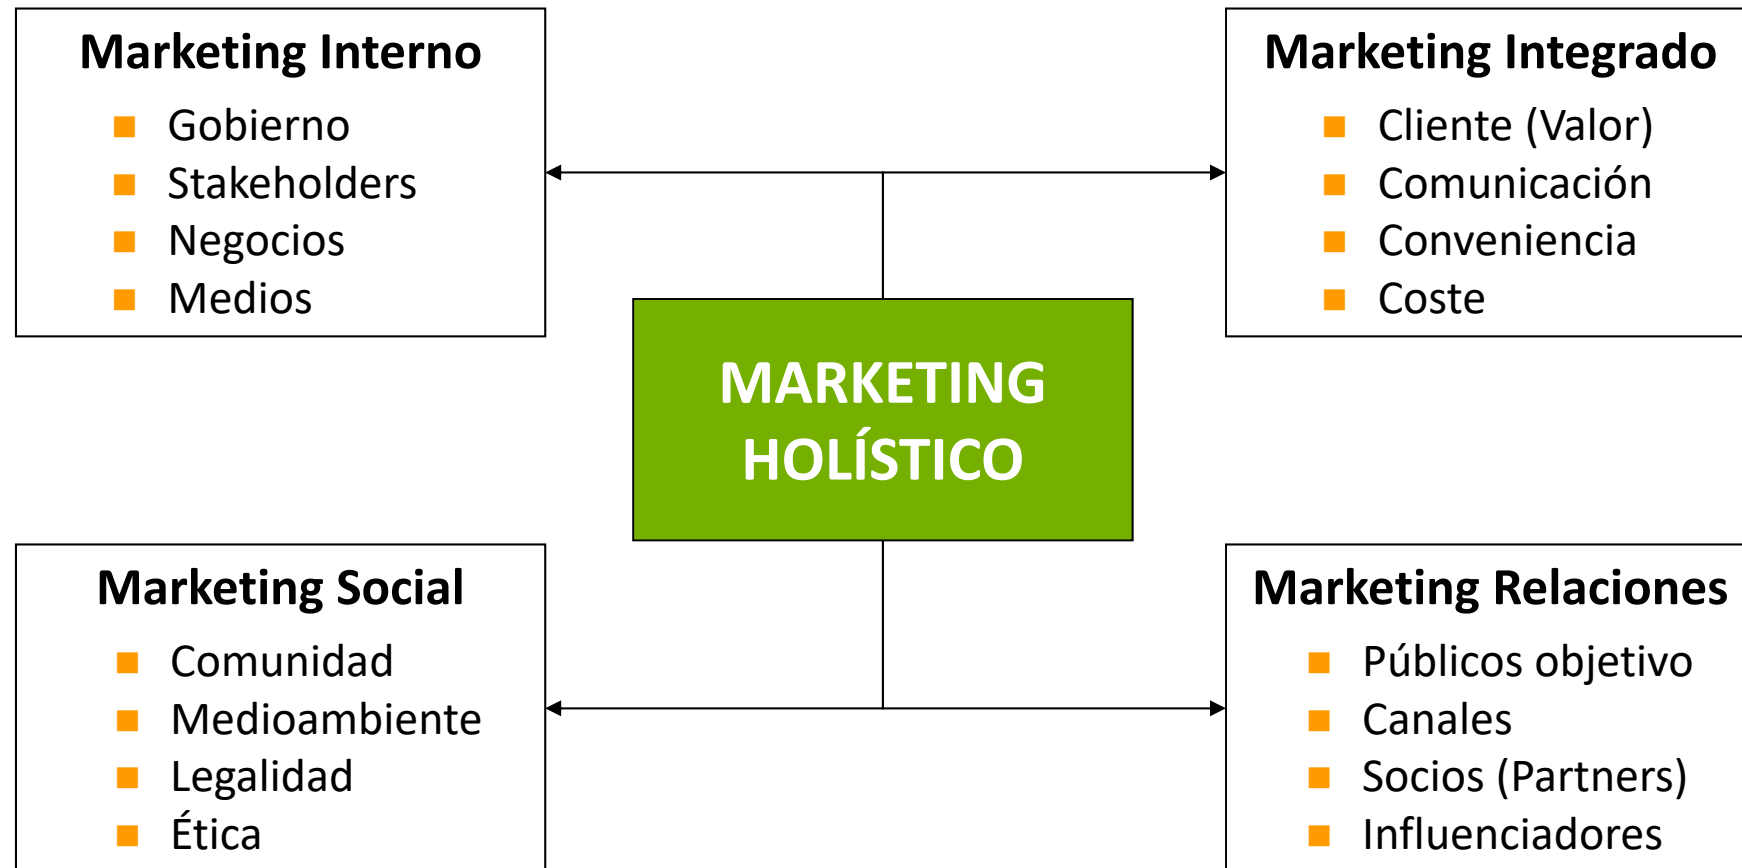 Marketing Interno
Gobierno
Stakeholders
Negocios
Medios
Marketing Integrado
Cliente (Valor)
Comunicación
Conveniencia
Coste
MARKETING
HOLÍSTICO
Marketing Social
Comunidad
Medioambiente
Legalidad
Ética
Marketing Relaciones
Públicos objetivo
Canales
Socios (Partners)
Influenciadores